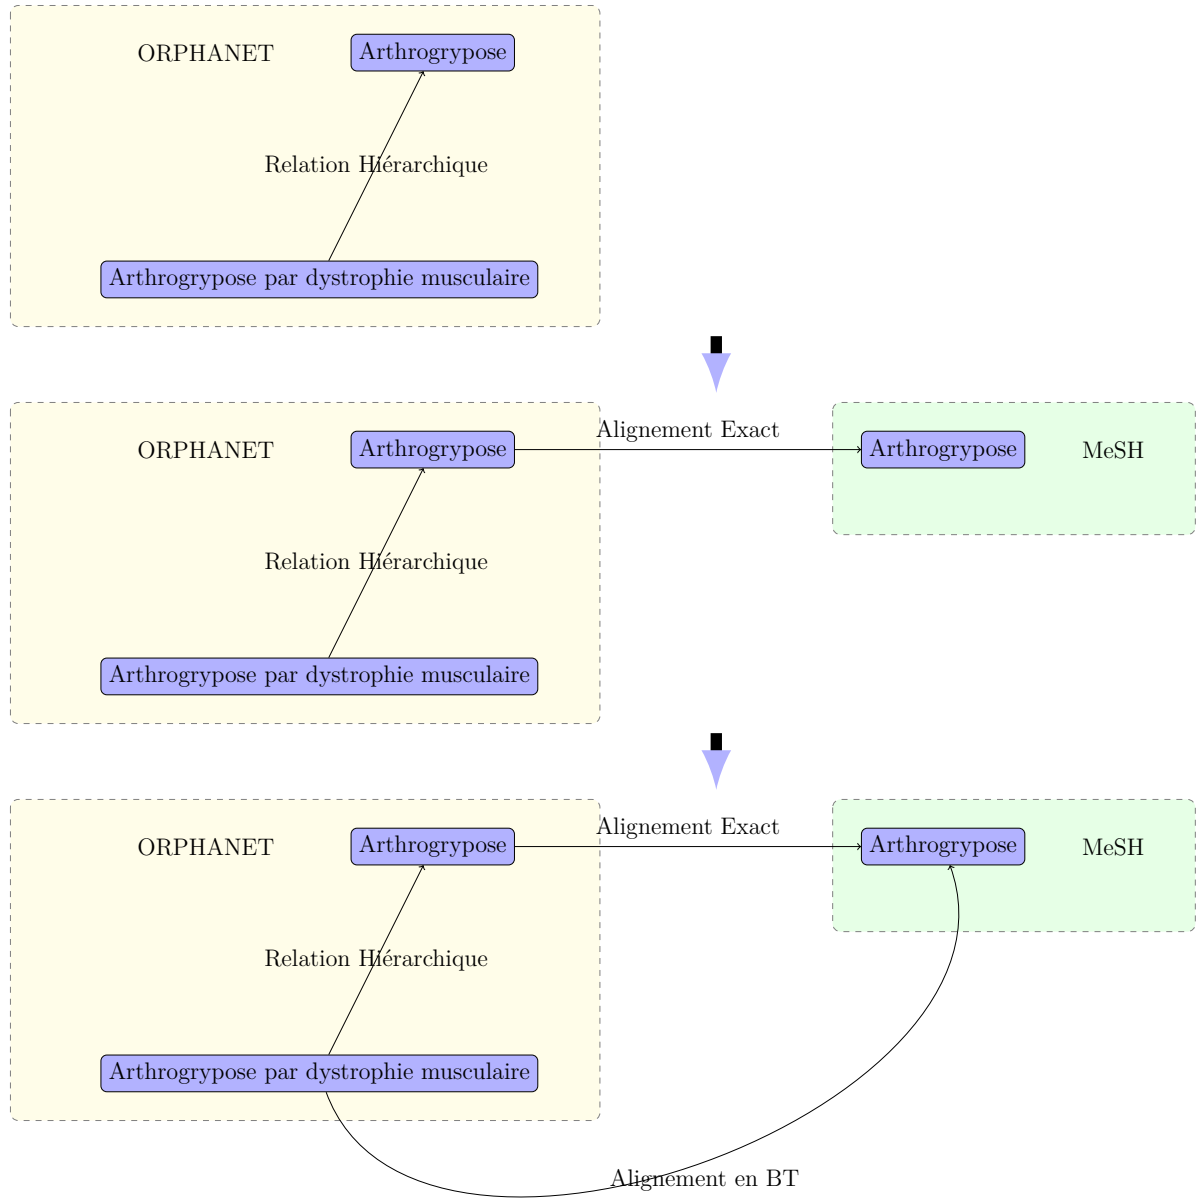 ORPHANET
Arthrogrypose
Relation Hiérarchique
Arthrogrypose par dystrophie musculaire
Alignement Exact
ORPHANET
Arthrogrypose
Arthrogrypose
MeSH
Relation Hiérarchique
Arthrogrypose par dystrophie musculaire
Alignement Exact
ORPHANET
Arthrogrypose
Arthrogrypose
MeSH
Relation Hiérarchique
Arthrogrypose par dystrophie musculaire
Alignement en BT